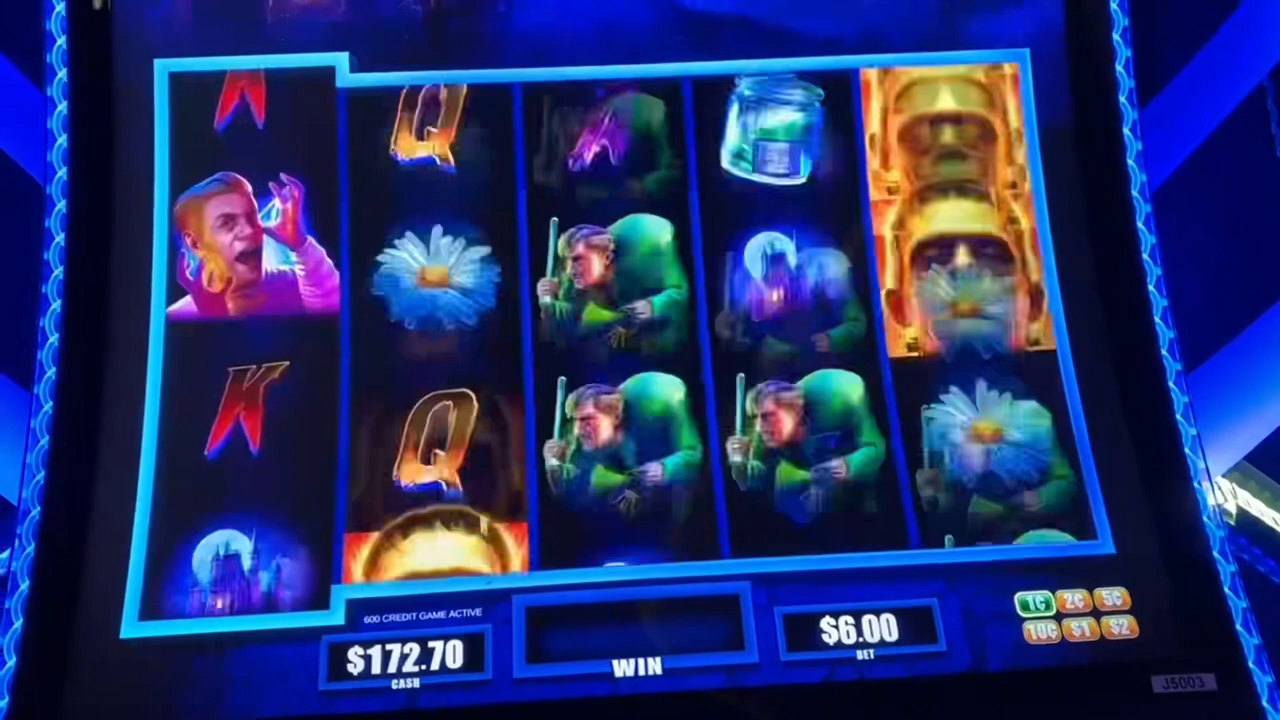 Q
K
Q
600 CREDIT GAME ACTIVE
$172.70
CASH
WIN
$6.00
BET
1¢ 2¢ 5¢
10¢ $1 $2
J5003